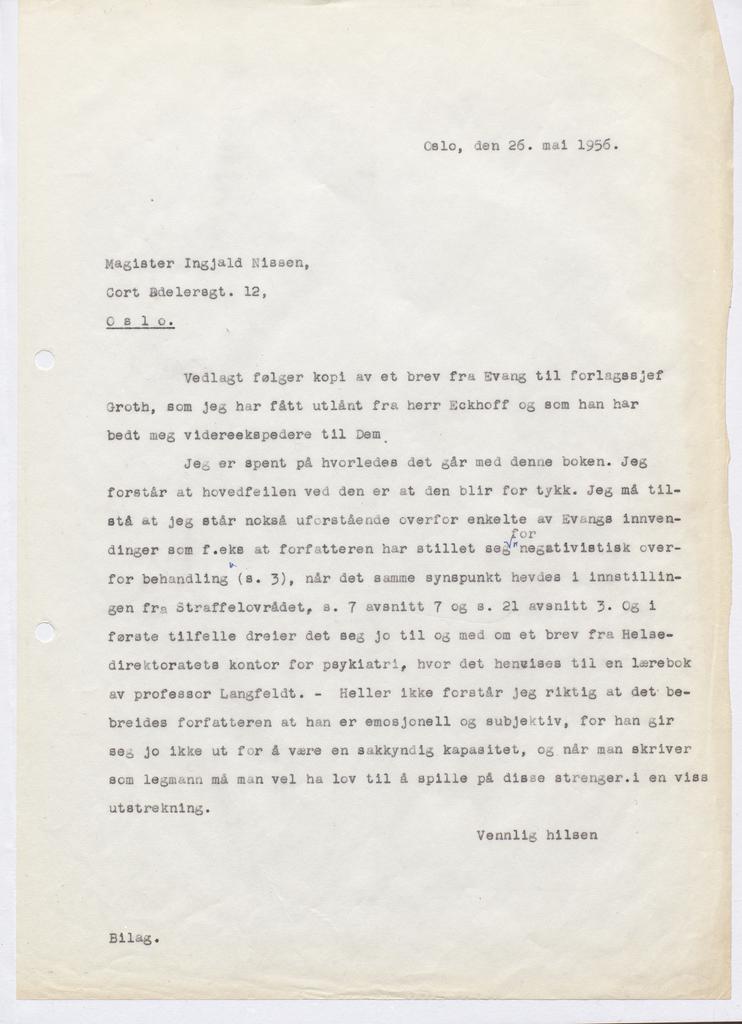 Oslo, den 26. mai 1956.
Magister Ingjald Nissen,
Cort Adelersgt. 12,
O s l o.
Vedlagt følger kopi av et brev fra Evang til forlagssjef
Groth, som jeg har fått utlånt fra herr Eckhoff og som han har
bedt meg videreekspedere til Dem.
Jeg er spent på hvorledes det går med denne boken. Jeg
forstår at hovedfeilen ved den er at den blir for tykk. Jeg må til-
stå at jeg står nokså uforstående overfor enkelte av Evangs innven-
for
dinger som f.eks at forfatteren har stillet seg negativistisk over-
for behandling (s. 3), når det samme synspunkt hevdes i innstillin-
gen fra Straffelovrådet, s. 7 avsnitt 7 og s. 21 avsnitt 3. Og i
første tilfelle dreier det seg jo til og med om et brev fra Helse-
direktoratets kontor for psykiatri, hvor det henvises til en lærebok
av professor Langfeldt. - Heller ikke forstår jeg riktig at det be-
breides forfatteren at han er emosjonell og subjektiv, for han gir
seg jo ikke ut for å være en sakkyndig kapasitet, og når man skriver
som legmann må man vel ha lov til å spille på disse strenger.i en viss
utstrekning.
Vennlig hilsen
Bilag.